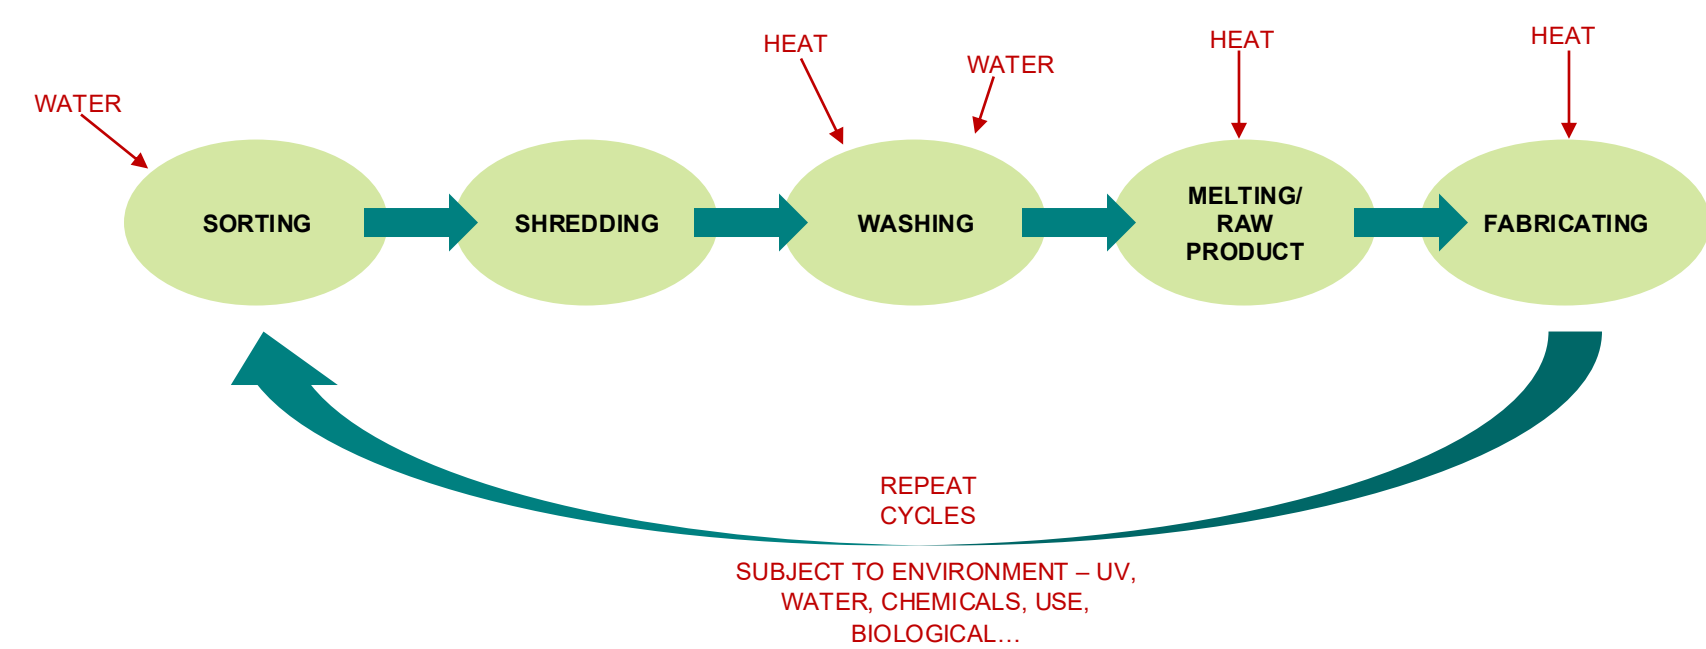 HEAT
HEAT
HEAT
WATER
WATER
SORTING
SHREDDING
WASHING
MELTING/
RAW
PRODUCT
FABRICATING
REPEAT
CYCLES
SUBJECT TO ENVIRONMENT – UV,
WATER, CHEMICALS, USE,
BIOLOGICAL…